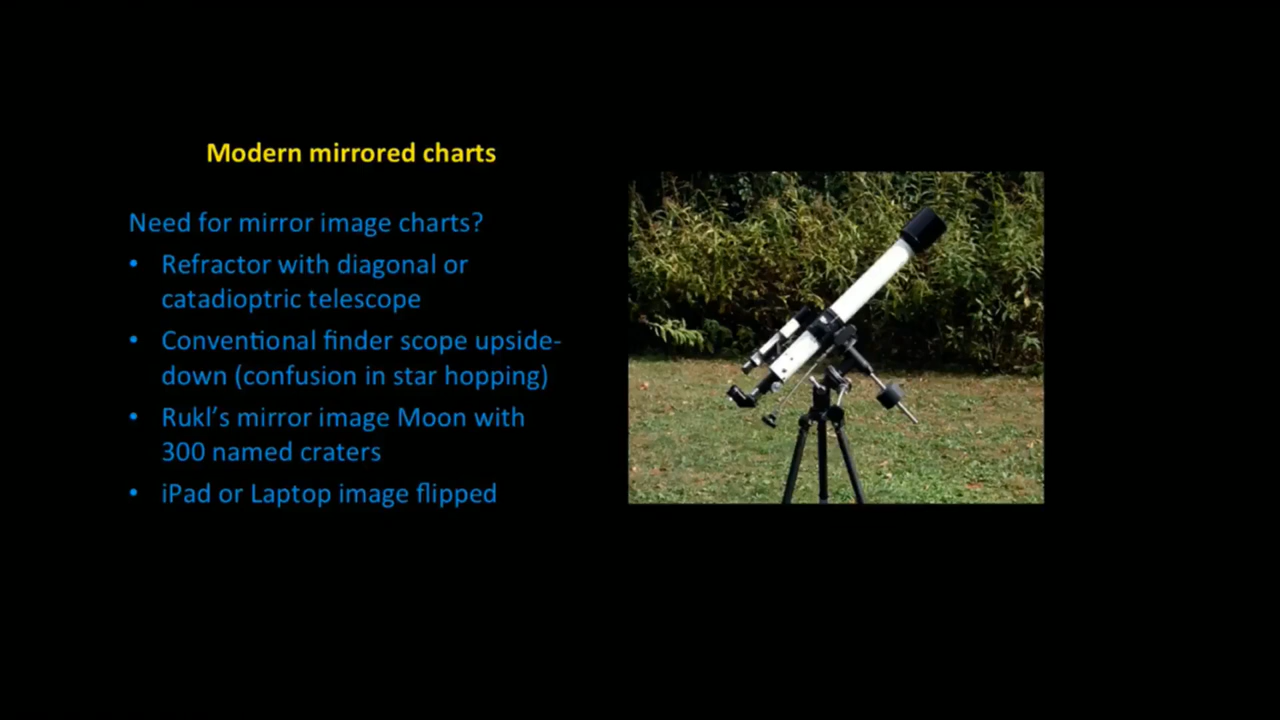 Modern mirrored charts
Need for mirror image charts?
• Refractor with diagonal or
catadioptric telescope
• Conventional finder scope upside-
down (confusion in star hopping)
• Rukl’s mirror image Moon with
300 named craters
• iPad or Laptop image flipped